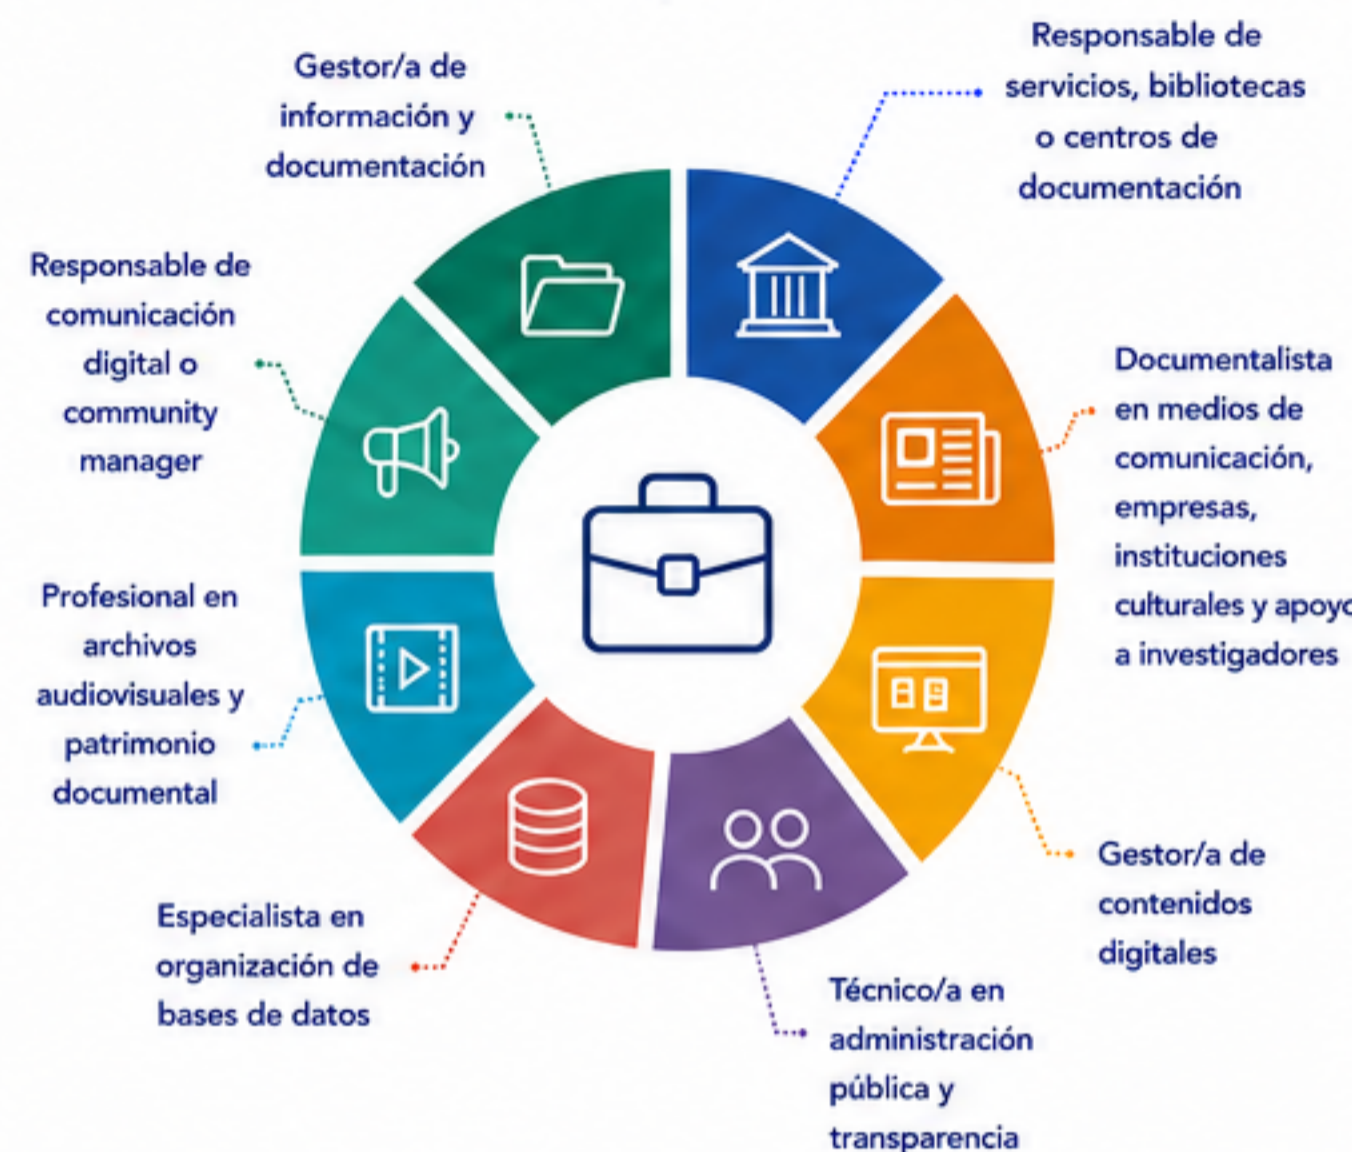 Gestor/a de
información y
documentación
Responsable de
servicios, bibliotecas
o centros de
documentación
Responsable de
comunicación
digital o
community
manager
Documentalista
en medios de
comunicación,
empresas,
instituciones
culturales y apoyo
a investigadores
Profesional en
archivos
audiovisuales y
patrimonio
documental
Gestor/a de
contenidos
digitales
Especialista en
organización de
bases de datos
Técnico/a en
administración
pública y
transparencia